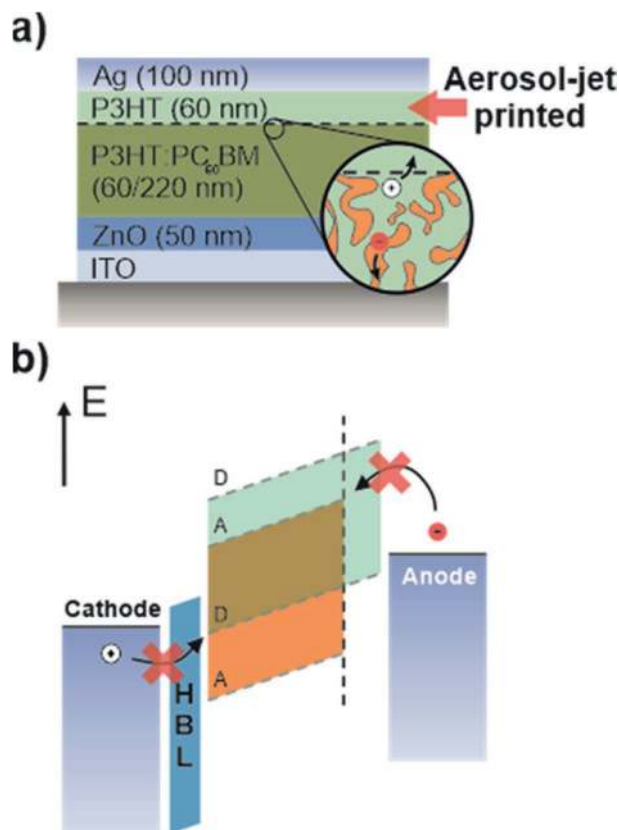 a)
Ag (100 nm)
P3HT (60 nm)
Aerosol-jet
printed
P3HT:PC₆₀BM
(60/220 nm)
+
-
ZnO (50 nm)
ITO
b)
E
D
A
-
Anode
Cathode
D
+
A
H
B
L